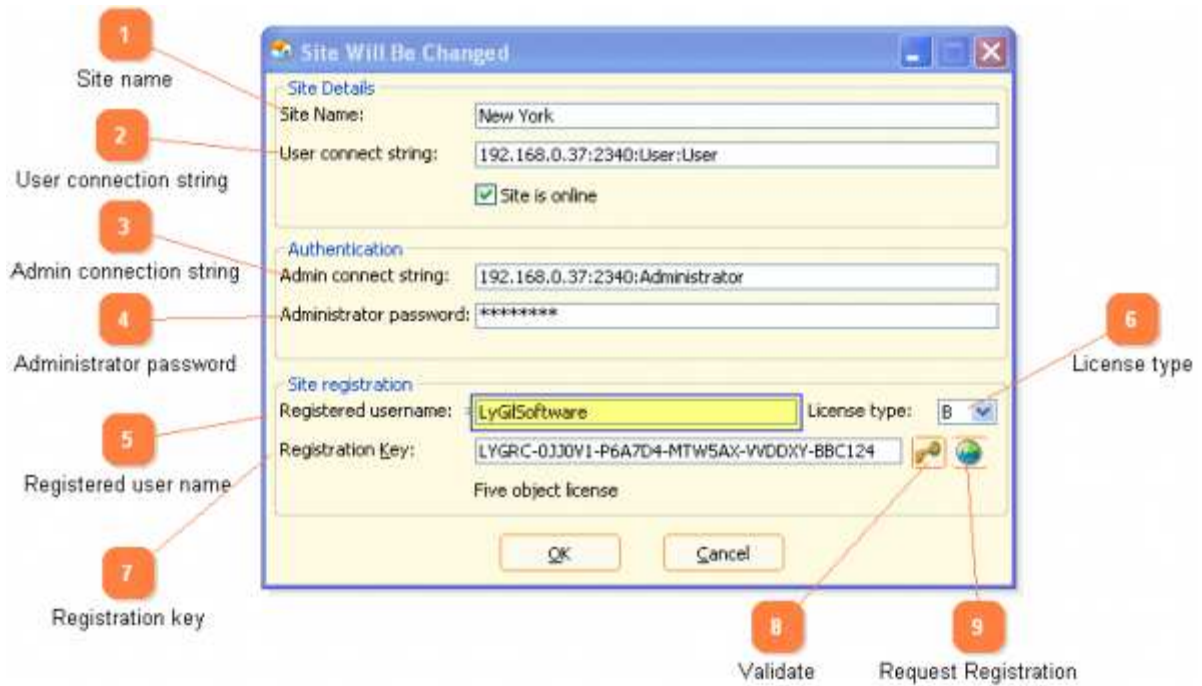 1
Site name
2
User connection string
3
Admin connection string
4
Administrator password
5
Registered user name
7
Registration key
Site Will Be Changed
Site Details
Site Name: New York
User connect string: 192.168.0.37:2340:User:User
Site is online
Authentication
Admin connect string: 192.168.0.37:2340:Administrator
Administrator password: ********
Site registration
Registered username: LyGilSoftware License type: B
Registration Key: LYGRC-0JJ0V1-P6A7D4-MTW5AX-VVDDXY-BBC124
Five object license
OK Cancel
6
License type
8
Validate
9
Request Registration